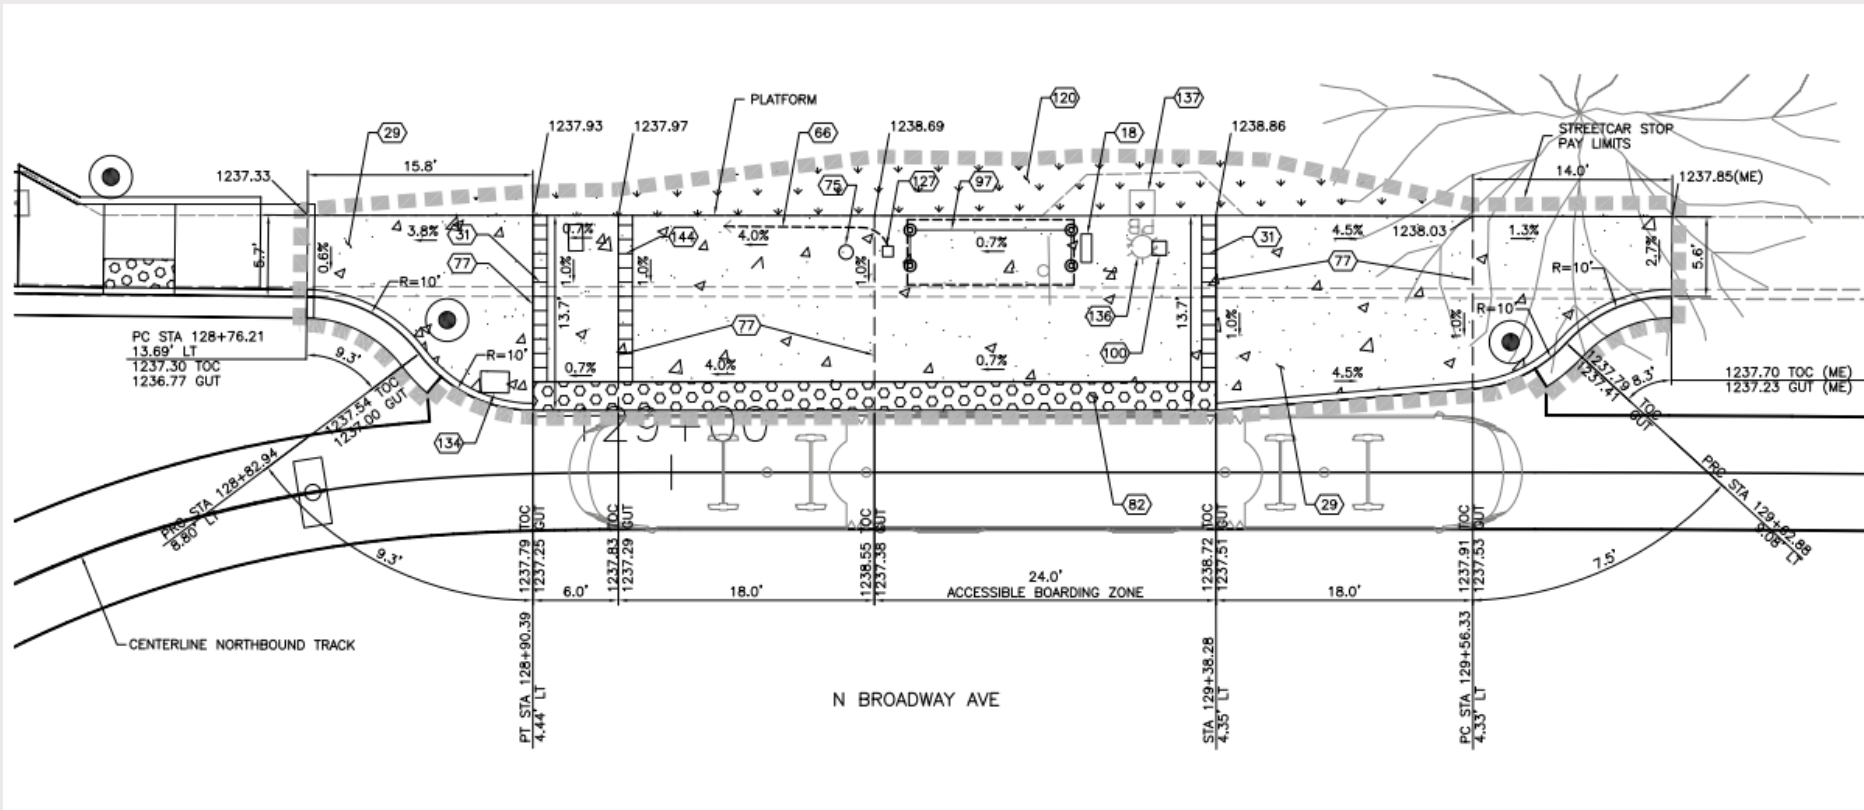 PLATFORM
120
137
29
1237.93
1237.97
66
1238.69
18
1238.86
STREETCAR STOP
PAY LIMITS
15.8'
1237.33
75
127
97
14.0'
1237.85(ME)
3.8%
31
0.7%
144
4.0%
0.7%
31
4.5%
1238.03
1.3%
2.7%
5.6'
0.6%
77
1.0%
1.0%
1.0%
77
R=10'
R=10'
13.7'
13.7'
1.0%
1.0%
R=10'
77
136
100
PC STA 128+76.21
13.69' LT
1237.30 TOC
1236.77 GUT
9.3'
R=10'
0.7%
4.0%
0.7%
4.5%
1237.79 TOC
1237.41 GUT
8.3'
1237.70 TOC (ME)
1237.23 GUT (ME)
1237.54 TOC
1237.00 GUT
134
129+00
82
29
PRC STA 128+82.94
8.80' LT
PRC STA 129+62.88
9.08' LT
9.3'
7.5'
1237.79 TOC
1237.25 GUT
1237.83 TOC
1237.29 GUT
1238.55 TOC
1237.38 GUT
1238.72 TOC
1237.51 GUT
1237.91 TOC
1237.53 GUT
6.0'
18.0'
24.0'
ACCESSIBLE BOARDING ZONE
18.0'
CENTERLINE NORTHBOUND TRACK
PT STA 128+90.39
4.44' LT
STA 129+38.28
4.35' LT
PC STA 129+56.33
4.33' LT
N BROADWAY AVE